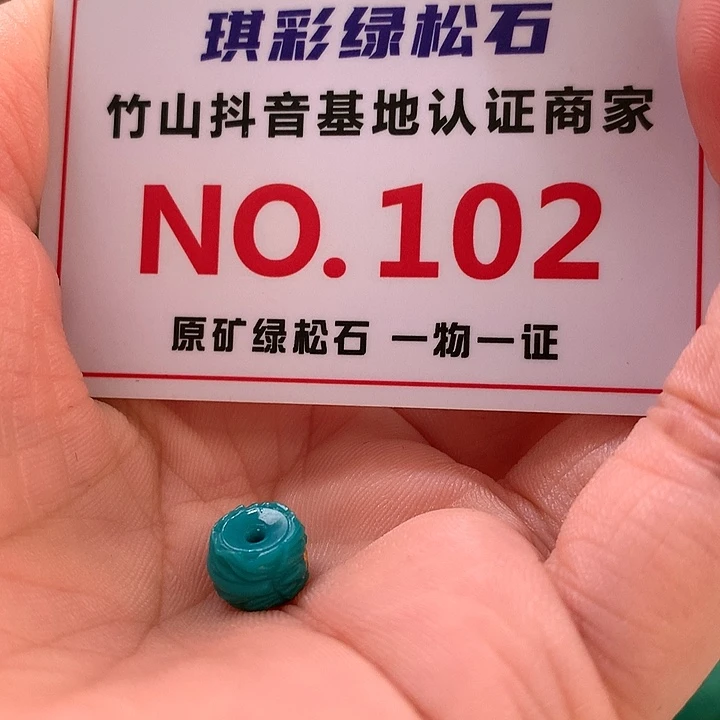 琪彩绿松石
竹山抖音基地认证商家
NO.102
原矿绿松石 一物一证